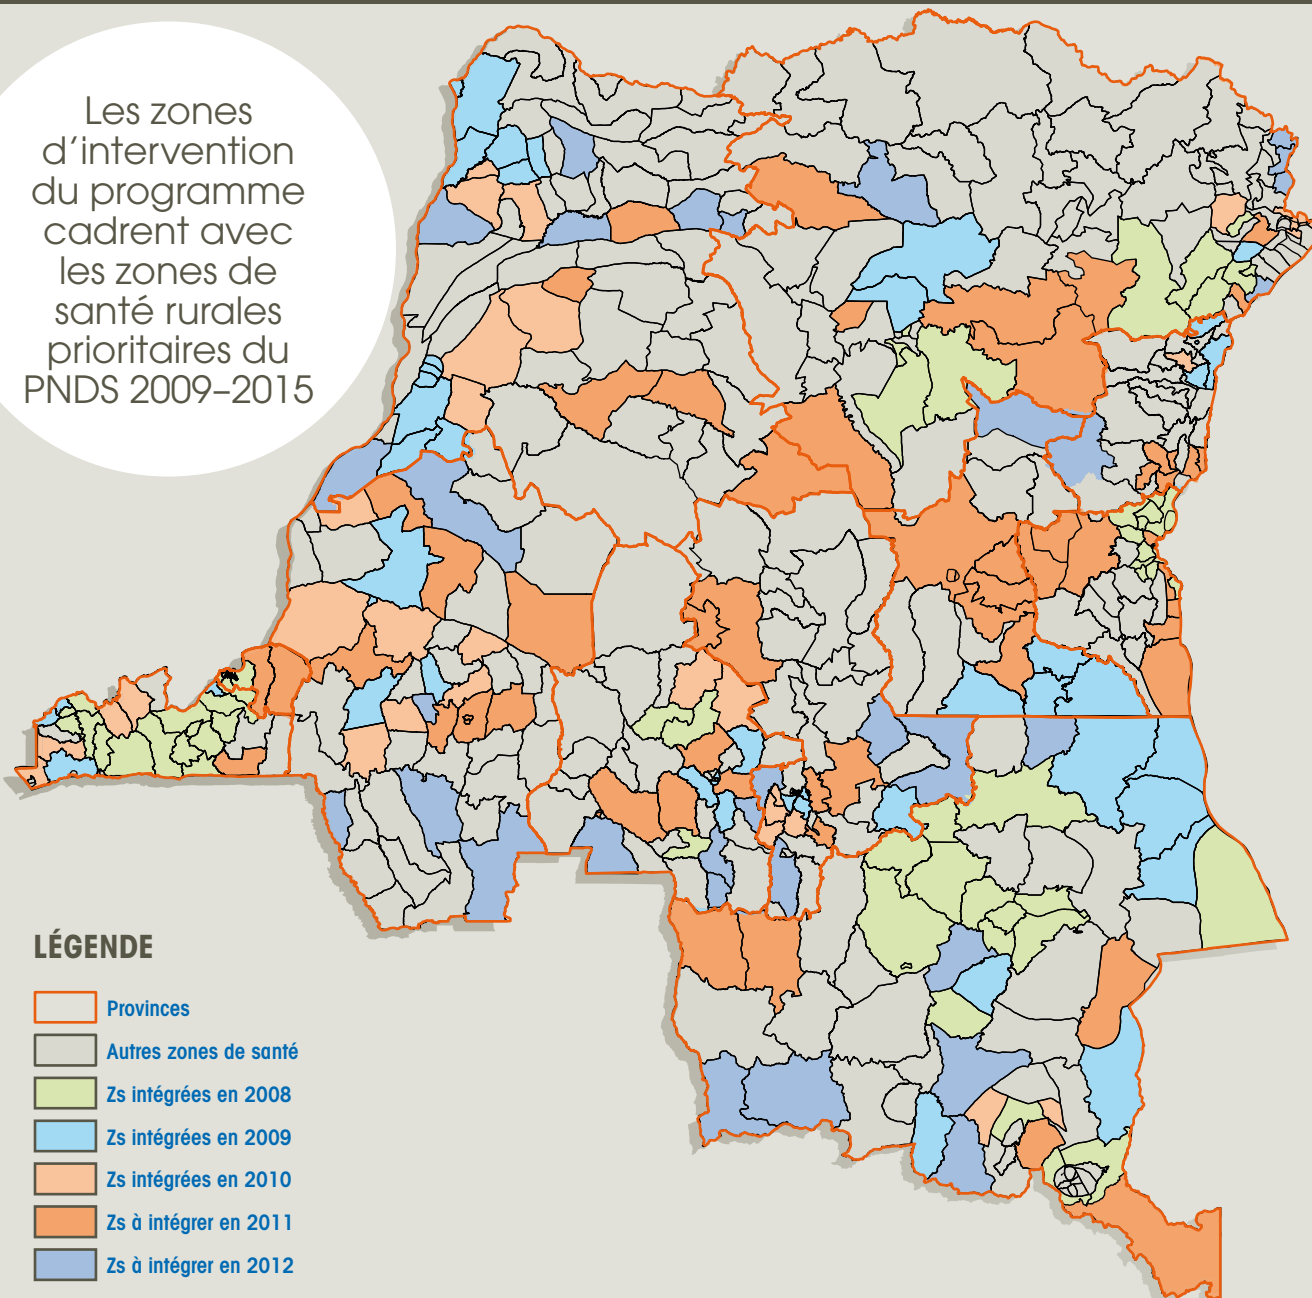 Les zones
d’intervention
du programme
cadrent avec
les zones de
santé rurales
prioritaires du
PNDS 2009–2015
LÉGENDE
Provinces
Autres zones de santé
Zs intégrées en 2008
Zs intégrées en 2009
Zs intégrées en 2010
Zs à intégrer en 2011
Zs à intégrer en 2012